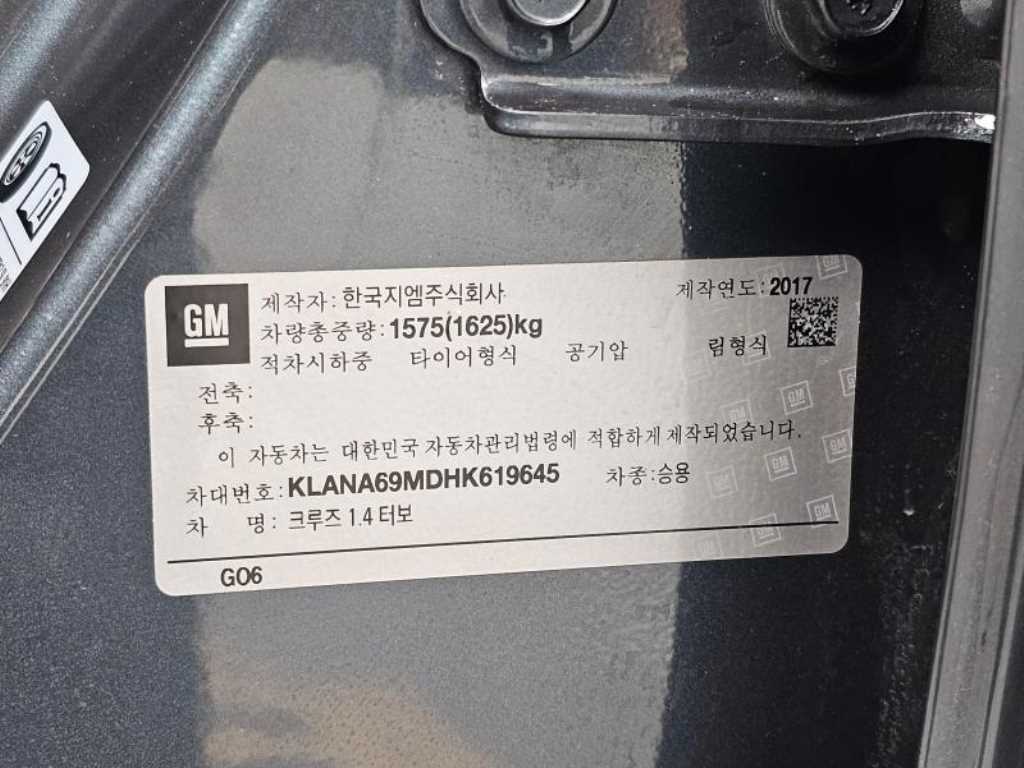 GM
제작자: 한국지엠주식회사 제작연도: 2017
차량총중량: 1575(1625)kg
적차시하중 타이어형식 공기압 림형식
전축:
후축:
이 자동차는 대한민국 자동차관리법령에 적합하게 제작되었습니다.
차대번호: KLANA69MDHK619645 차종: 승용
차 명: 크루즈 1.4 터보
G06